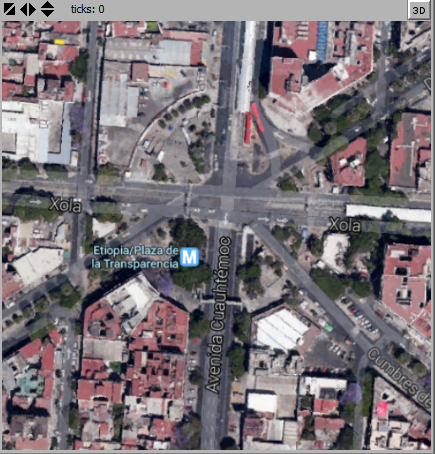 ticks: 0
3D
Xola
Xola
Etiopía/Plaza de
la Transparencia
M
Avenida Cuauhtémoc
Cumbres de